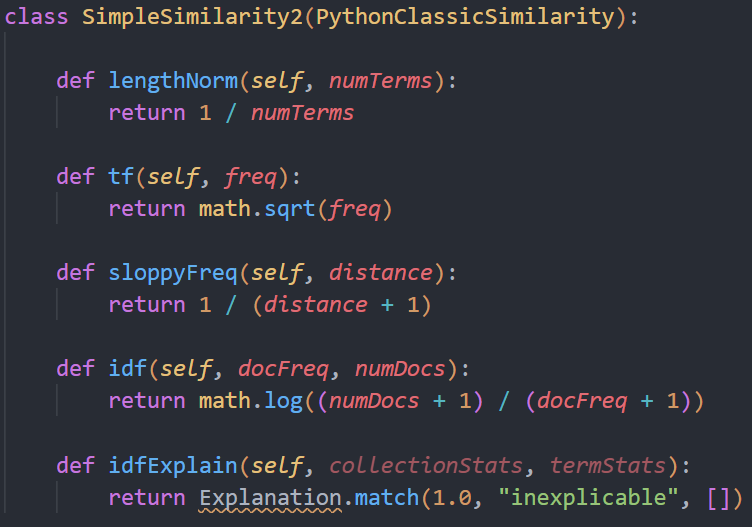 class SimpleSimilarity2(PythonClassicSimilarity):
def lengthNorm(self, numTerms):
return 1 / numTerms
def tf(self, freq):
return math.sqrt(freq)
def sloppyFreq(self, distance):
return 1 / (distance + 1)
def idf(self, docFreq, numDocs):
return math.log((numDocs + 1) / (docFreq + 1))
def idfExplain(self, collectionStats, termStats):
return Explanation.match(1.0, "inexplicable", [])